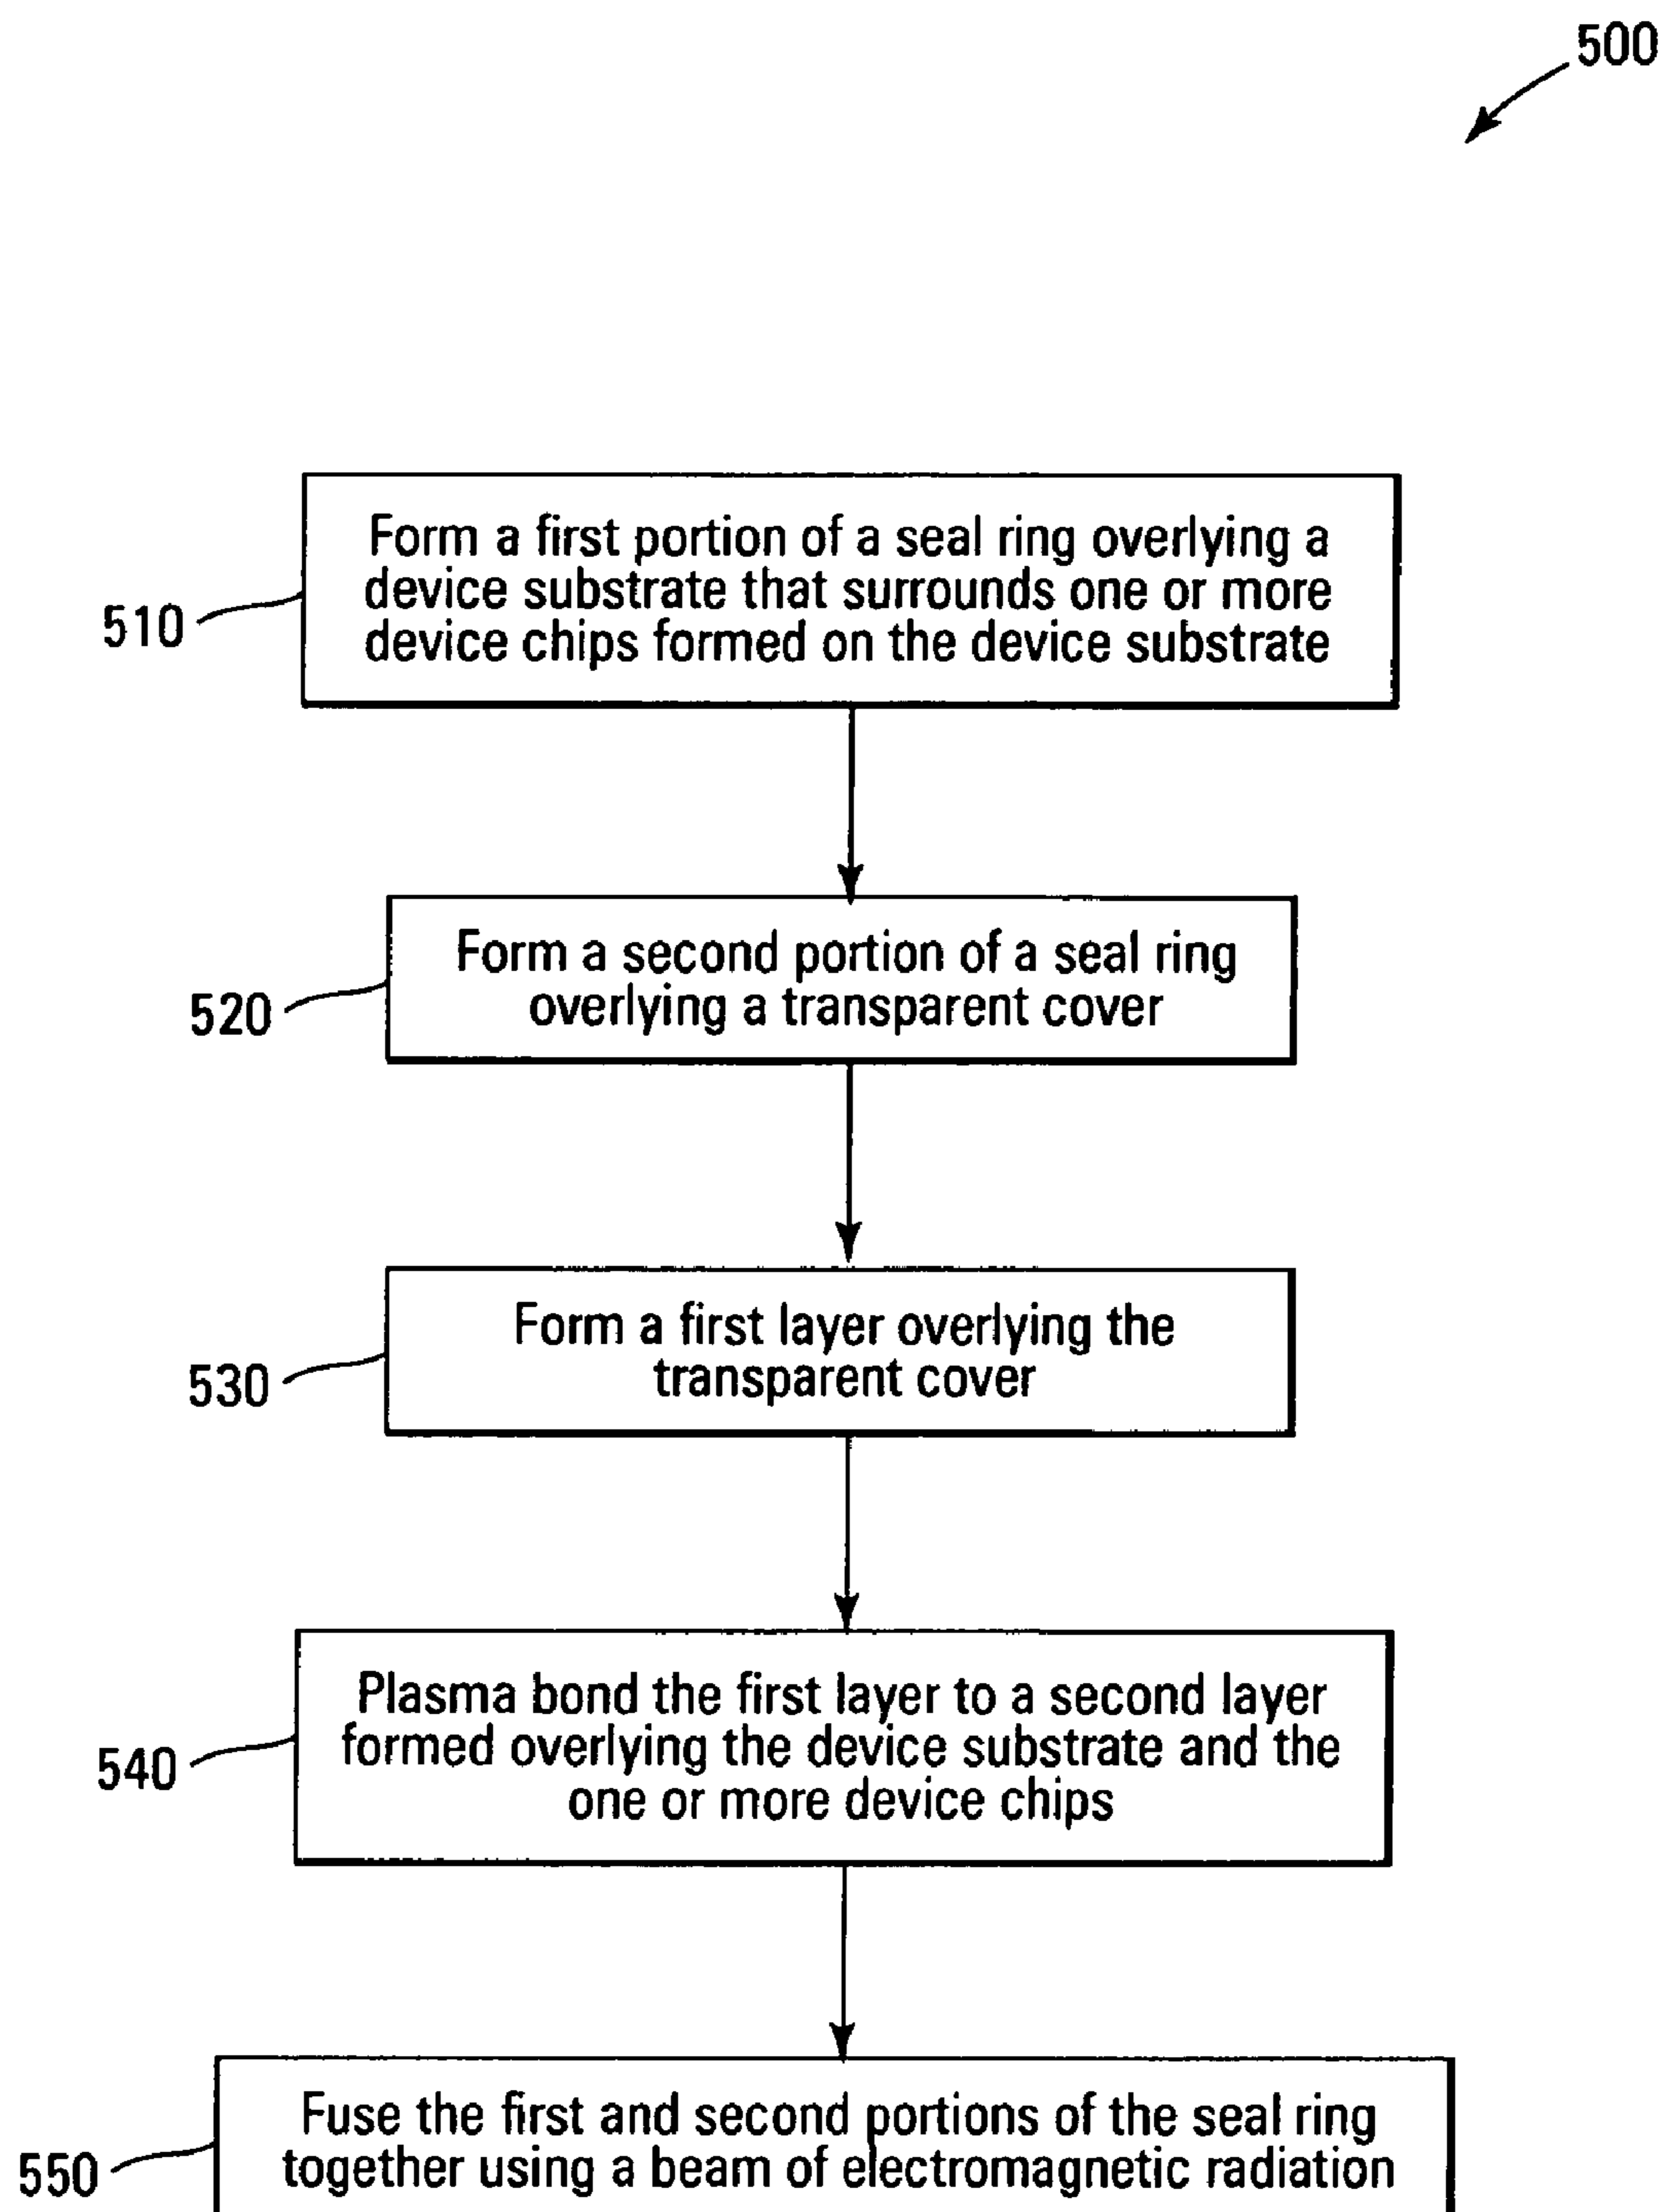 500
Form a first portion of a seal ring overlying a
device substrate that surrounds one or more
device chips formed on the device substrate
510
Form a second portion of a seal ring
overlying a transparent cover
520
Form a first layer overlying the
transparent cover
530
Plasma bond the first layer to a second layer
formed overlying the device substrate and the
one or more device chips
540
Fuse the first and second portions of the seal ring
together using a beam of electromagnetic radiation
550